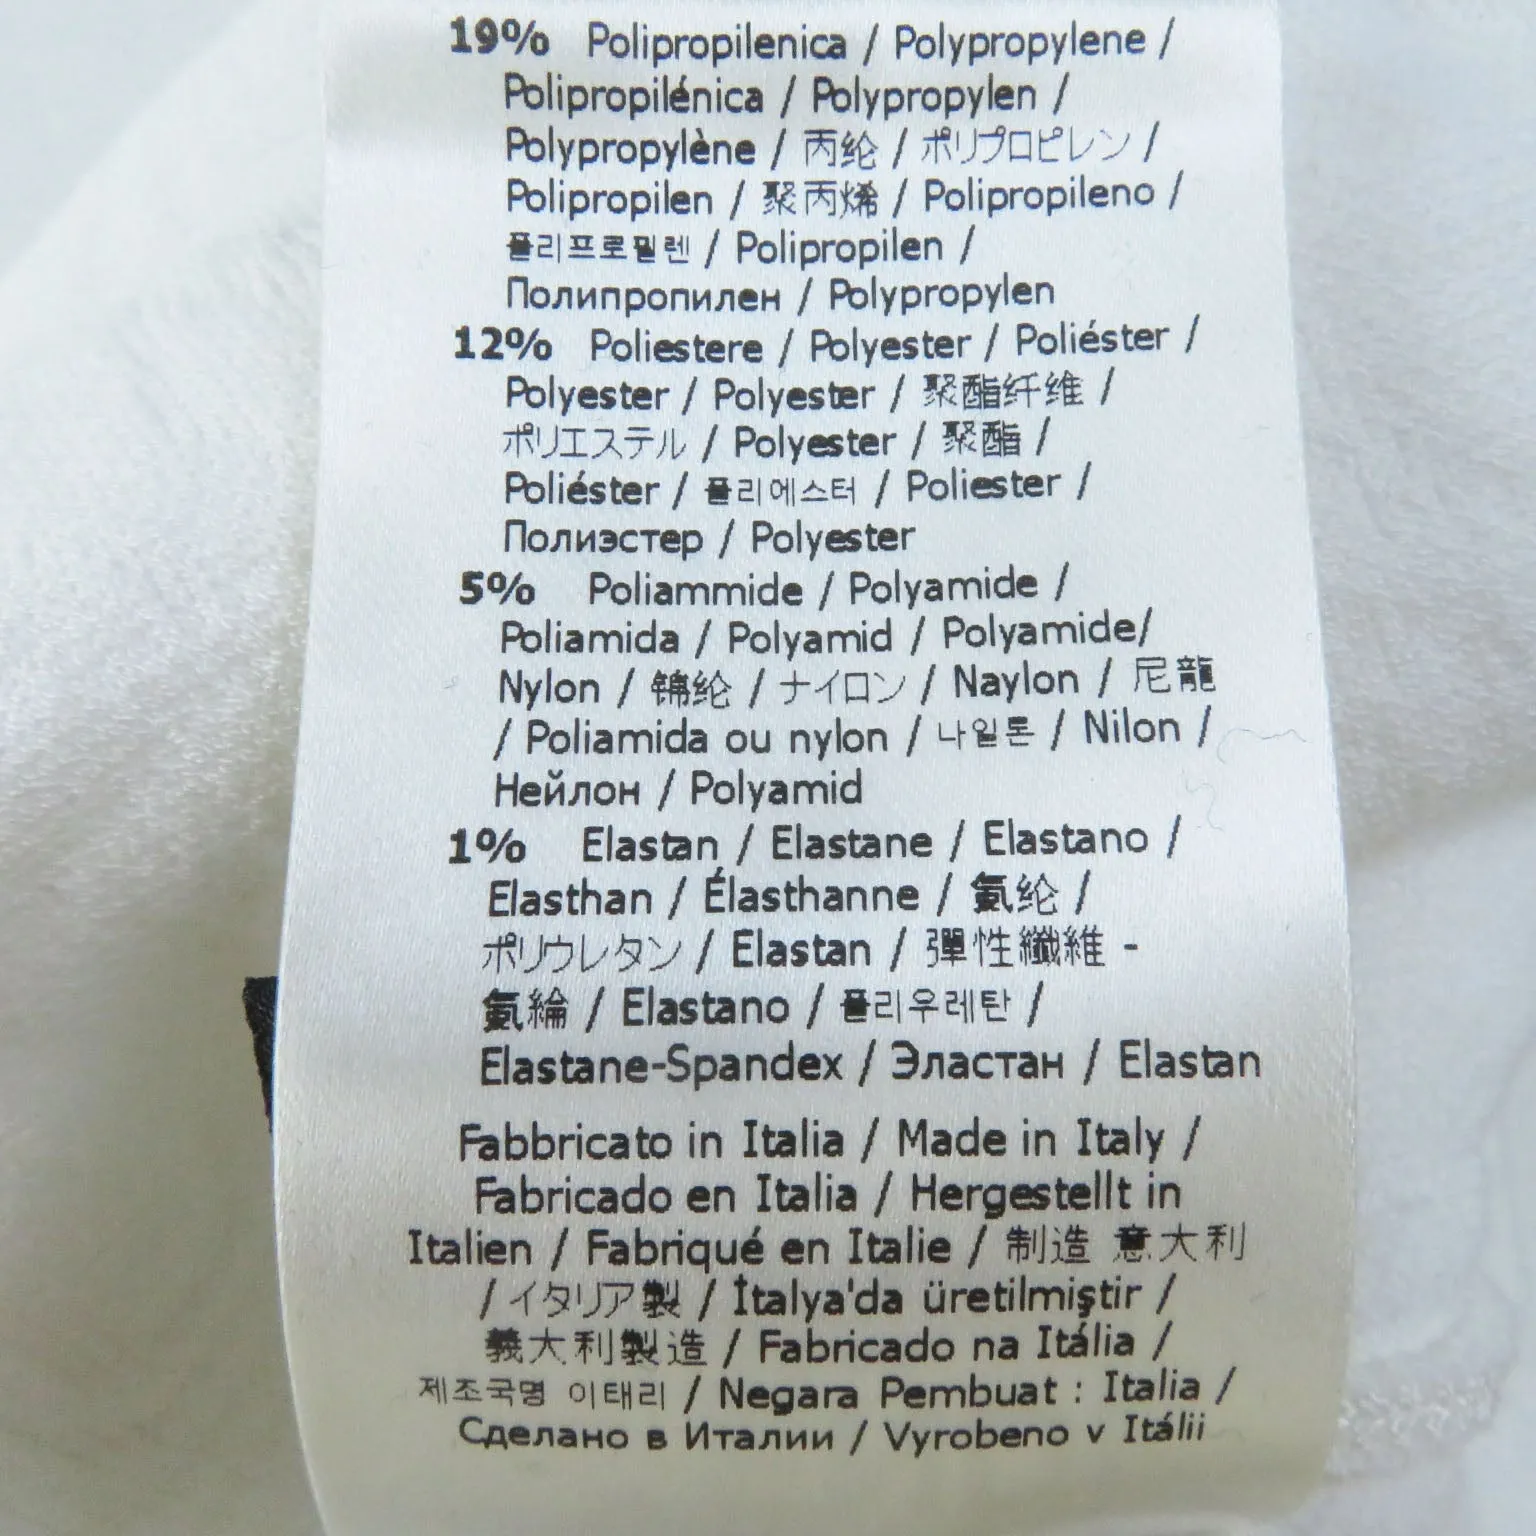 19% Polipropilenica / Polypropylene /
Polipropilénica / Polypropylen /
Polypropylène / 丙纶 / ポリプロピレン /
Polipropilen / 聚丙烯 / Polipropileno /
폴리프로필렌 / Polipropilen /
Полипропилен / Polypropylen
12% Poliestere / Polyester / Poliéster /
Polyester / Polyester / 聚酯纤维 /
ポリエステル / Polyester / 聚酯 /
Poliéster / 폴리에스터 / Poliester /
Полиэстер / Polyester
5% Poliammide / Polyamide /
Poliamida / Polyamid / Polyamide/
Nylon / 锦纶 / ナイロン / Naylon / 尼龍
/ Poliamida ou nylon / 나일론 / Nilon /
Нейлон / Polyamid
1% Elastan / Elastane / Elastano /
Elasthan / Élasthanne / 氨纶 /
ポリウレタン / Elastan / 彈性纖維 -
氨綸 / Elastano / 폴리우레탄 /
Elastane-Spandex / Эластан / Elastan
Fabbricato in Italia / Made in Italy /
Fabricado en Italia / Hergestellt in
Italien / Fabriqué en Italie / 制造 意大利
/ イタリア製 / İtalya'da üretilmiştir /
義大利製造 / Fabricado na Itália /
제조국명 이태리 / Negara Pembuat : Italia /
Сделано в Италии / Vyrobeno v Itálii